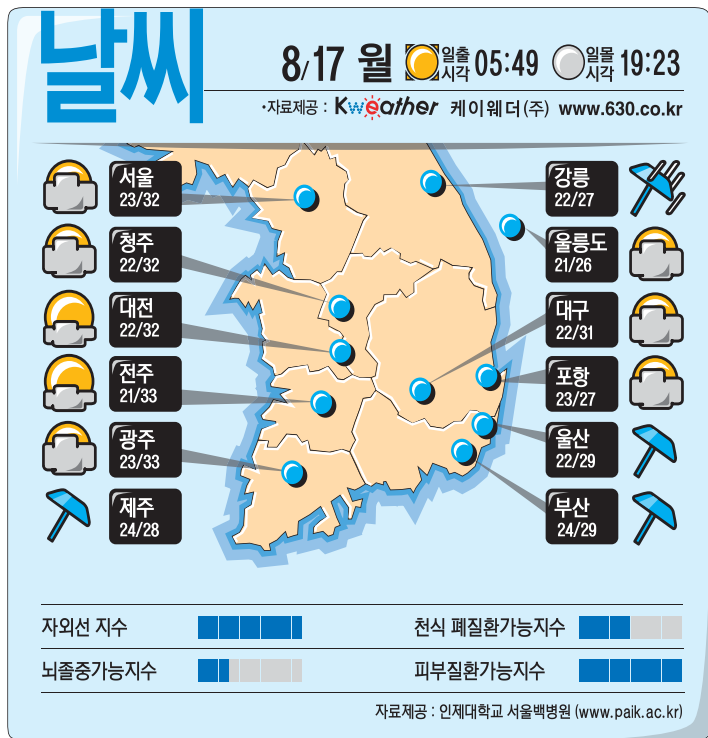 날씨
8/17 월 일출시각 05:49 일몰시각 19:23
•자료제공 : Kweather 케이웨더(주) www.630.co.kr
서울
23/32
청주
22/32
대전
22/32
전주
21/33
광주
23/33
제주
24/28
강릉
22/27
울릉도
21/26
대구
22/31
포항
23/27
울산
22/29
부산
24/29
자외선 지수
천식 폐질환가능지수
뇌졸중가능지수
피부질환가능지수
자료제공 : 인제대학교 서울백병원 (www.paik.ac.kr)